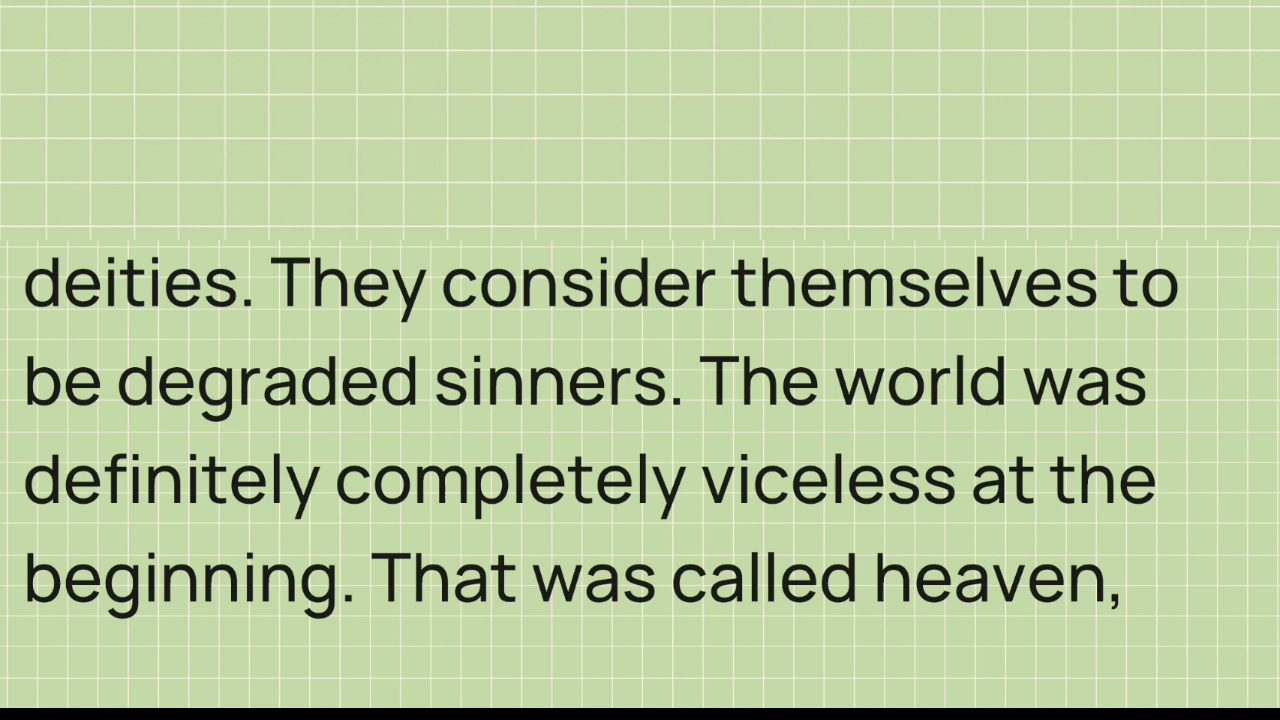 deities. They consider themselves to
be degraded sinners. The world was
definitely completely viceless at the
beginning. That was called heaven,